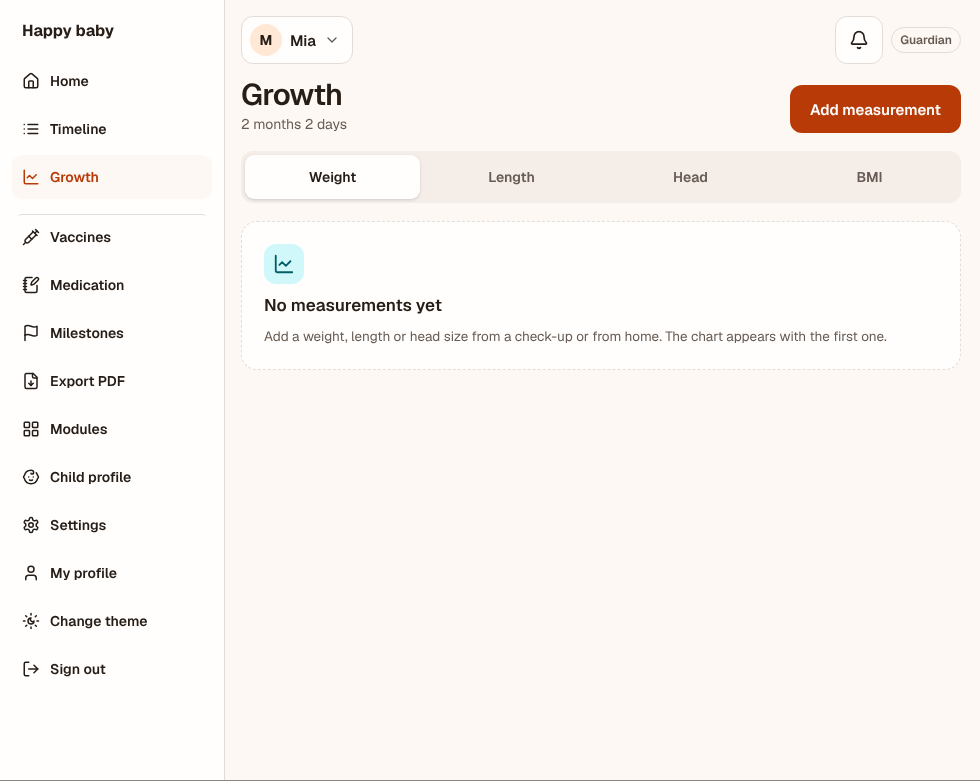 Happy baby
Home
Timeline
Growth
Vaccines
Medication
Milestones
Export PDF
Modules
Child profile
Settings
My profile
Change theme
Sign out
M Mia
Guardian
Growth
2 months 2 days
Add measurement
Weight Length Head BMI
No measurements yet
Add a weight, length or head size from a check-up or from home. The chart appears with the first one.